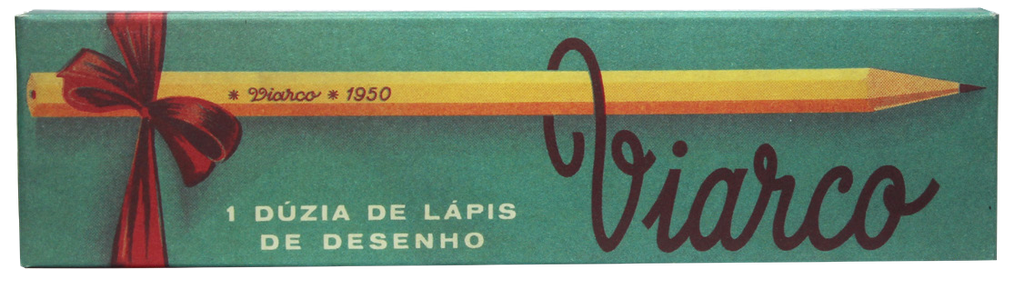 * Viarco * 1950
Viarco
1 DÚZIA DE LÁPIS
DE DESENHO